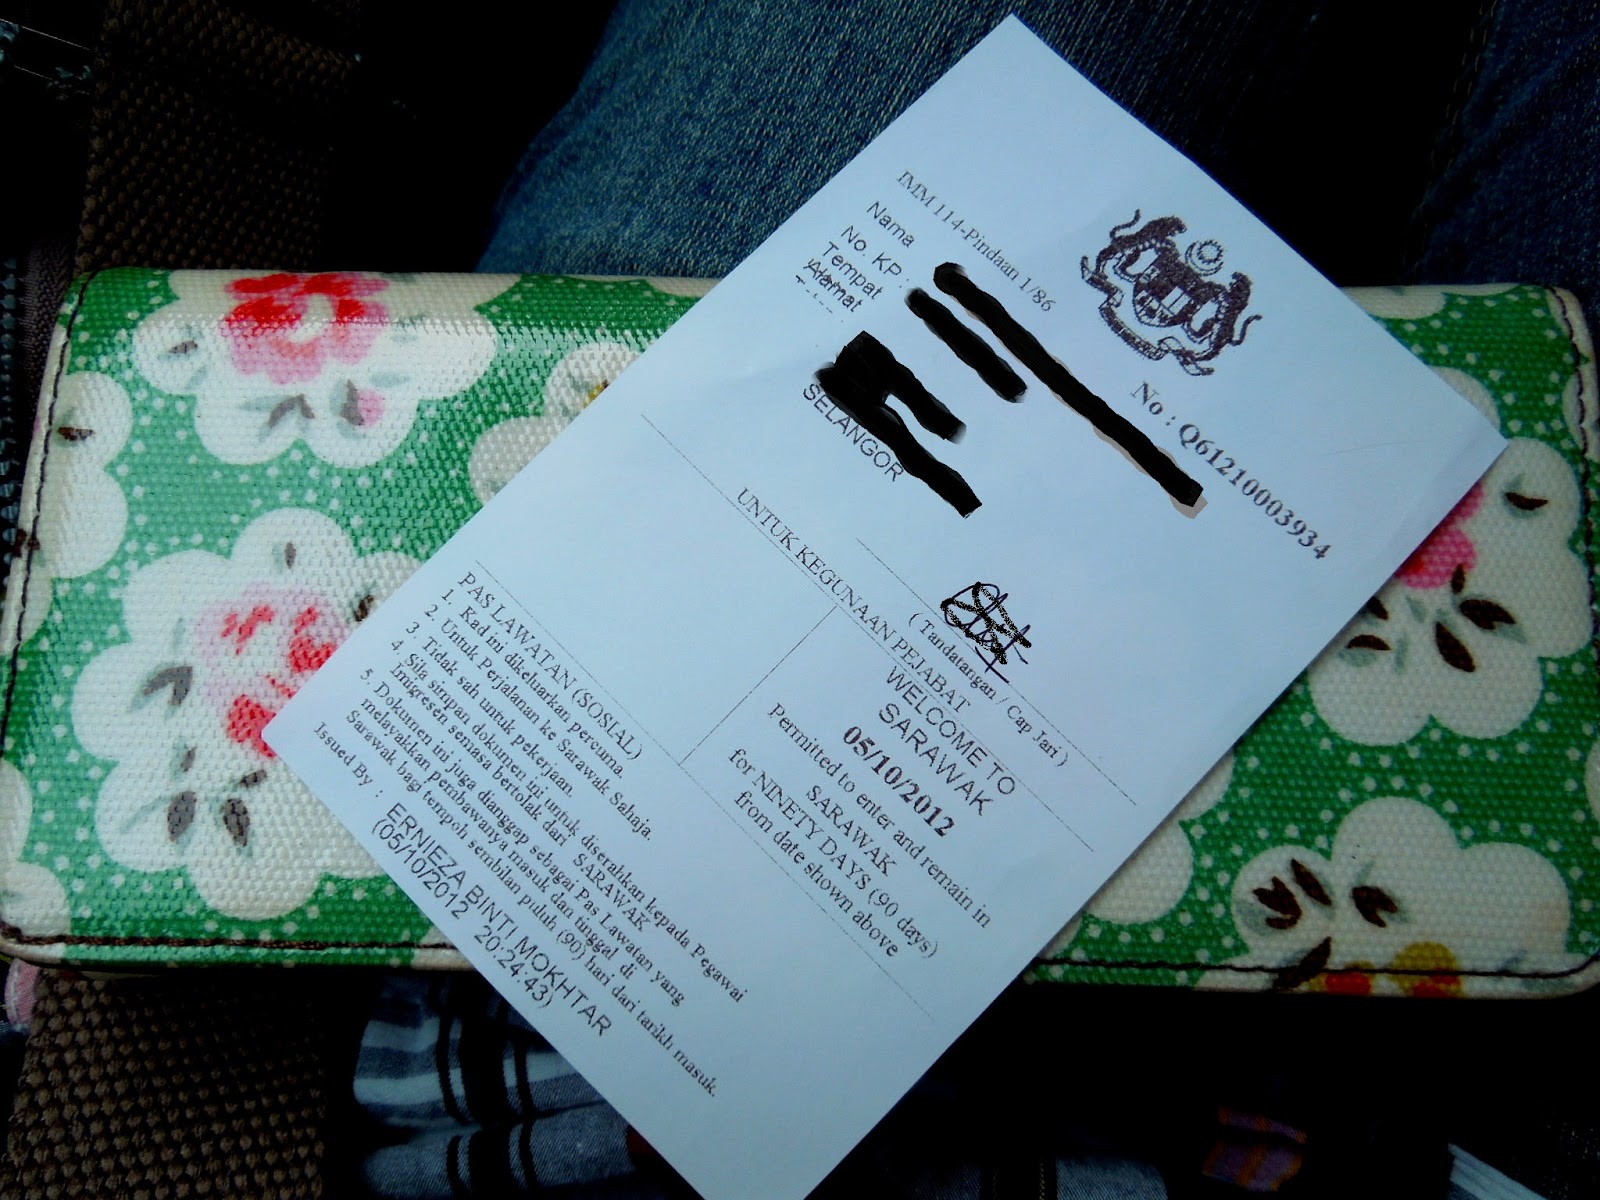 IMM 114-Pindaan 1/86
No : Q61210003934
Nama
No. KP :
Tempat
Alamat
SELANGOR
( Tandatangan / Cap Jari )
UNTUK KEGUNAAN PEJABAT
PAS LAWATAN (SOSIAL)
1. Kad ini dikeluarkan percuma.
2. Untuk Perjalanan ke Sarawak Sahaja.
3. Tidak sah untuk pekerjaan.
4. Sila simpan dokumen ini untuk diserahkan kepada Pegawai
Imigresen semasa bertolak dari SARAWAK
5. Dokumen ini juga dianggap sebagai Pas Lawatan yang
melayakkan pembawanya masuk dan tinggal di
Sarawak bagi tempoh sembilan puluh (90) hari dari tarikh masuk.
Issued By : ERNIEZA BINTI MOKHTAR
(05/10/2012 20:24:43)
WELCOME TO
SARAWAK
05/10/2012
Permitted to enter and remain in
SARAWAK
for NINETY DAYS (90 days)
from date shown above